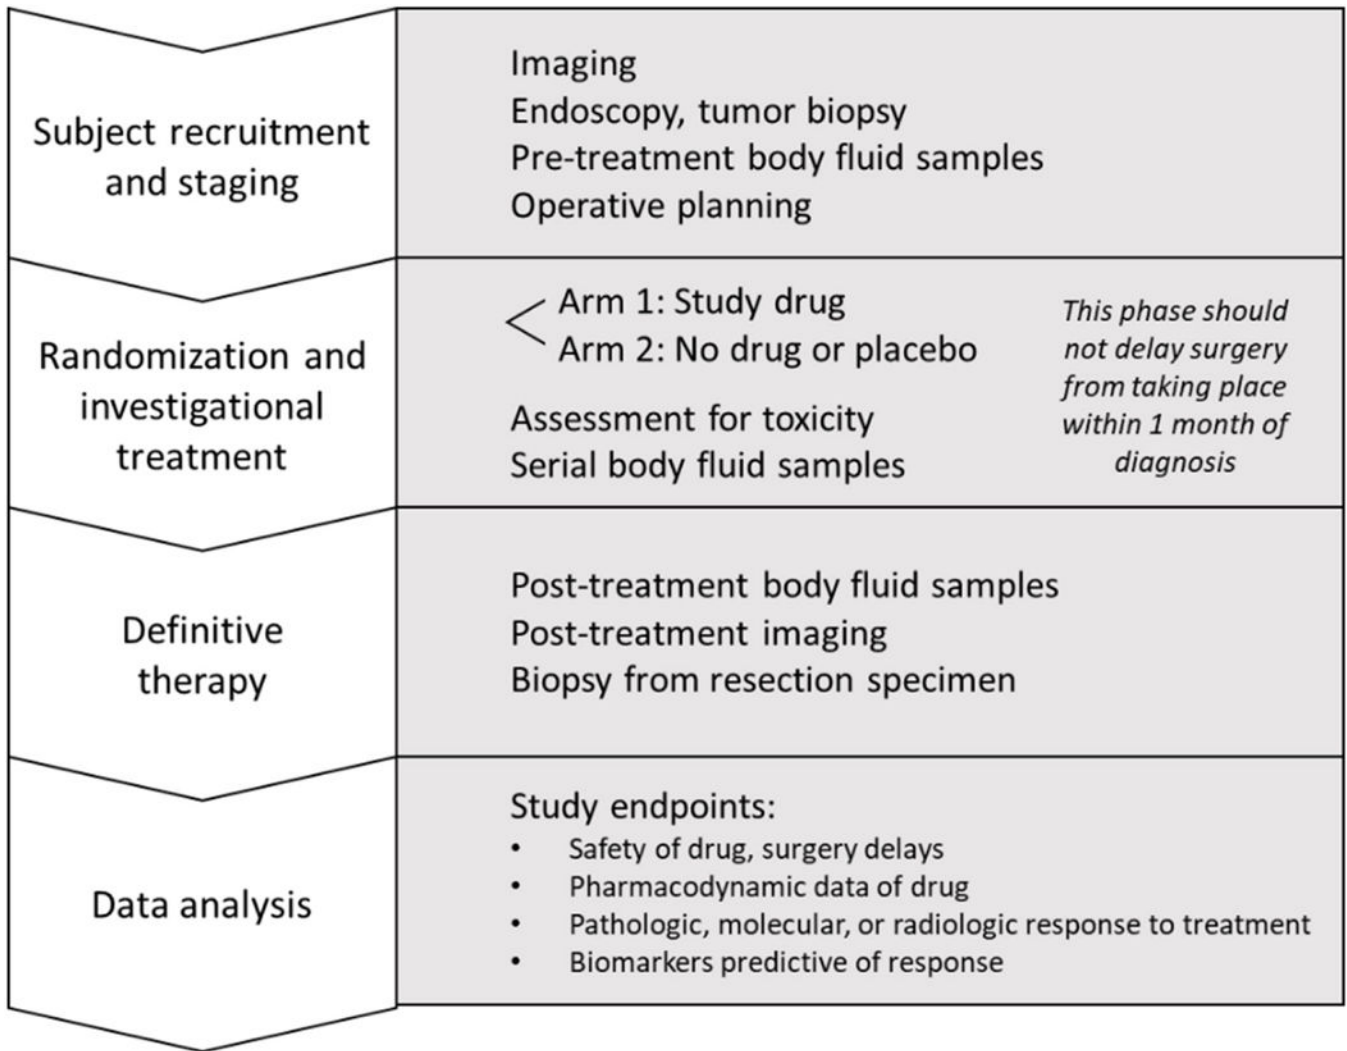 Subject recruitment
and staging
Imaging
Endoscopy, tumor biopsy
Pre-treatment body fluid samples
Operative planning
Randomization and
investigational
treatment
Arm 1: Study drug
Arm 2: No drug or placebo
Assessment for toxicity
Serial body fluid samples
This phase should
not delay surgery
from taking place
within 1 month of
diagnosis
Definitive
therapy
Post-treatment body fluid samples
Post-treatment imaging
Biopsy from resection specimen
Data analysis
Study endpoints:
• Safety of drug, surgery delays
• Pharmacodynamic data of drug
• Pathologic, molecular, or radiologic response to treatment
• Biomarkers predictive of response